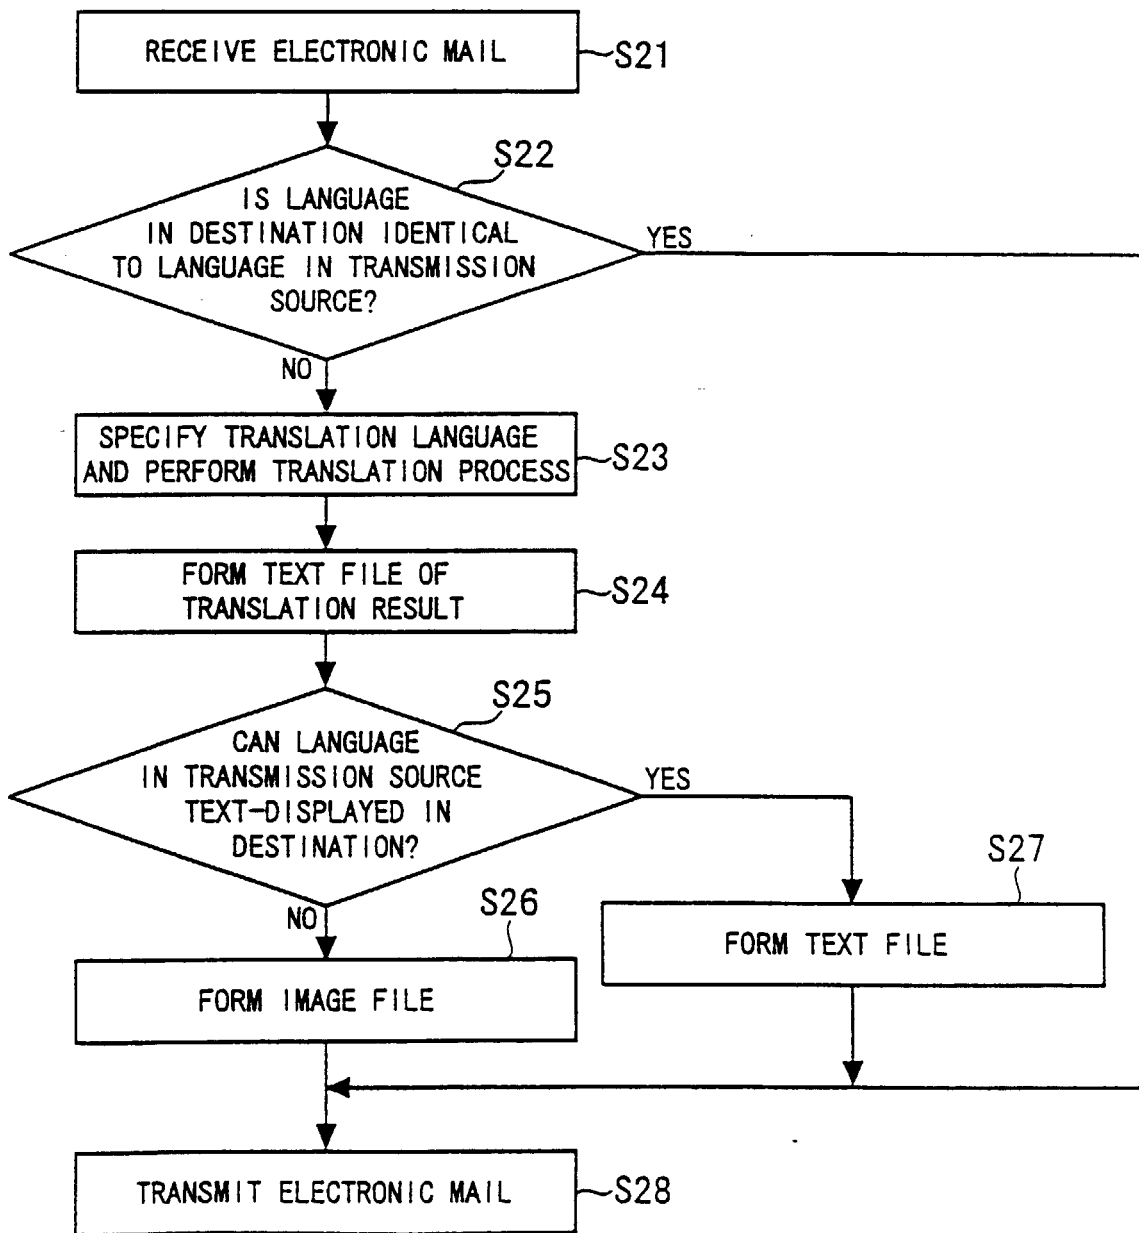 RECEIVE ELECTRONIC MAIL
S21
S22
IS LANGUAGE
IN DESTINATION IDENTICAL
TO LANGUAGE IN TRANSMISSION
SOURCE?
YES
NO
SPECIFY TRANSLATION LANGUAGE
AND PERFORM TRANSLATION PROCESS
S23
FORM TEXT FILE OF
TRANSLATION RESULT
S24
S25
CAN LANGUAGE
IN TRANSMISSION SOURCE
TEXT-DISPLAYED IN
DESTINATION?
YES
NO
S26
FORM IMAGE FILE
S27
FORM TEXT FILE
TRANSMIT ELECTRONIC MAIL
S28